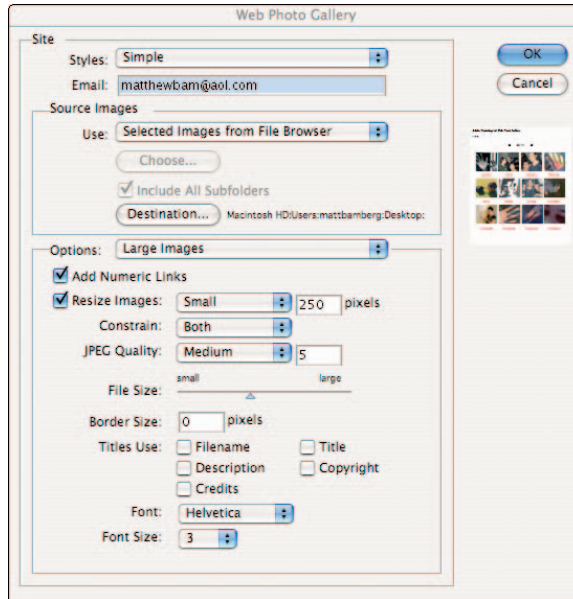 Web Photo Gallery
Site
Styles: Simple
OK
Email: matthewbam@aol.com
Cancel
Source Images
Use: Selected Images from File Browser
Choose...
Include All Subfolders
Destination... Macintosh HD:Users:mattbamberg:Desktop:
Options: Large Images
Add Numeric Links
Resize Images: Small 250 pixels
Constrain: Both
JPEG Quality: Medium 5
small large
File Size:
Border Size: 0 pixels
Titles Use: Filename Title
Description Copyright
Credits
Font: Helvetica
Font Size: 3